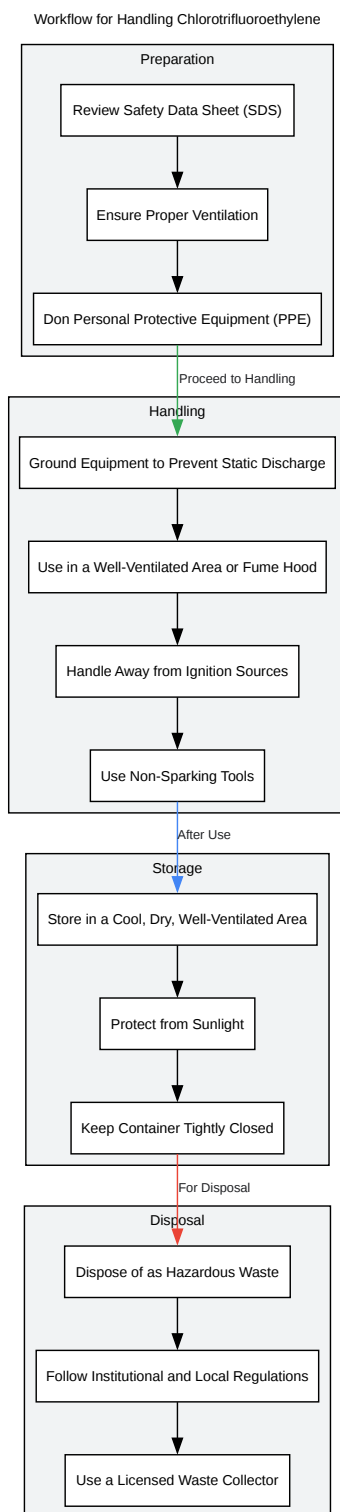 Workflow for Handling Chlorotrifluoroethylene
Preparation
Review Safety Data Sheet (SDS)
Ensure Proper Ventilation
Don Personal Protective Equipment (PPE)
Proceed to Handling
Handling
Ground Equipment to Prevent Static Discharge
Use in a Well-Ventilated Area or Fume Hood
Handle Away from Ignition Sources
Use Non-Sparking Tools
After Use
Storage
Store in a Cool, Dry, Well-Ventilated Area
Protect from Sunlight
Keep Container Tightly Closed
For Disposal
Disposal
Dispose of as Hazardous Waste
Follow Institutional and Local Regulations
Use a Licensed Waste Collector